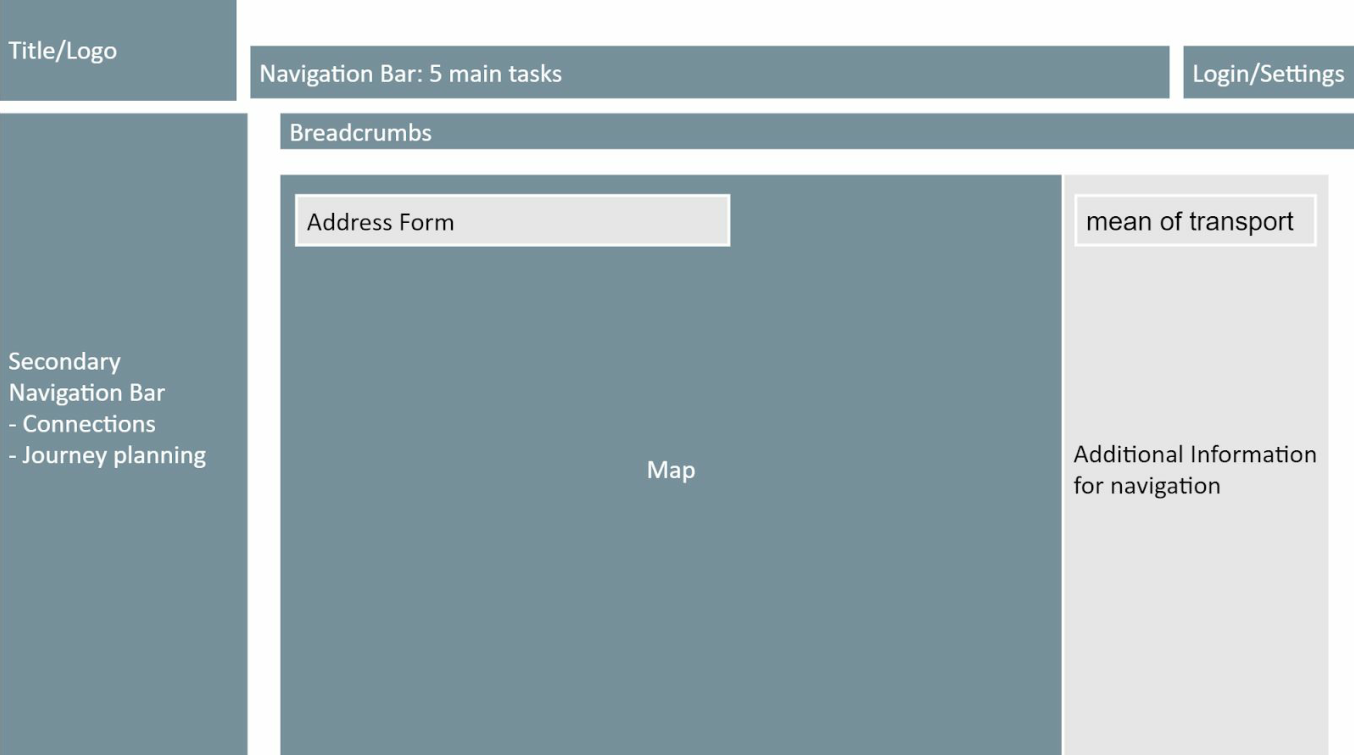 Title/Logo
Navigation Bar: 5 main tasks
Login/Settings
Breadcrumbs
Address Form
mean of transport
Secondary
Navigation Bar
- Connections
- Journey planning
Map
Additional Information
for navigation